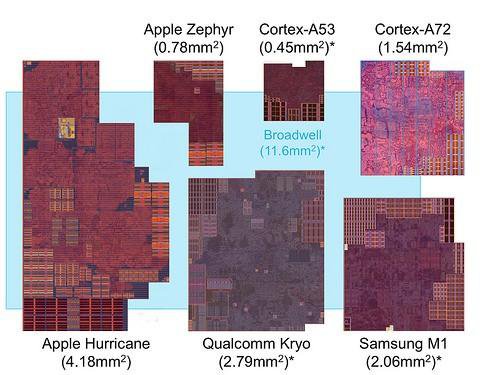 Apple Zephyr
(0.78mm²)
Cortex-A53
(0.45mm²)*
Cortex-A72
(1.54mm²)
Broadwell
(11.6mm²)*
Apple Hurricane
(4.18mm²)
Qualcomm Kryo
(2.79mm²)*
Samsung M1
(2.06mm²)*